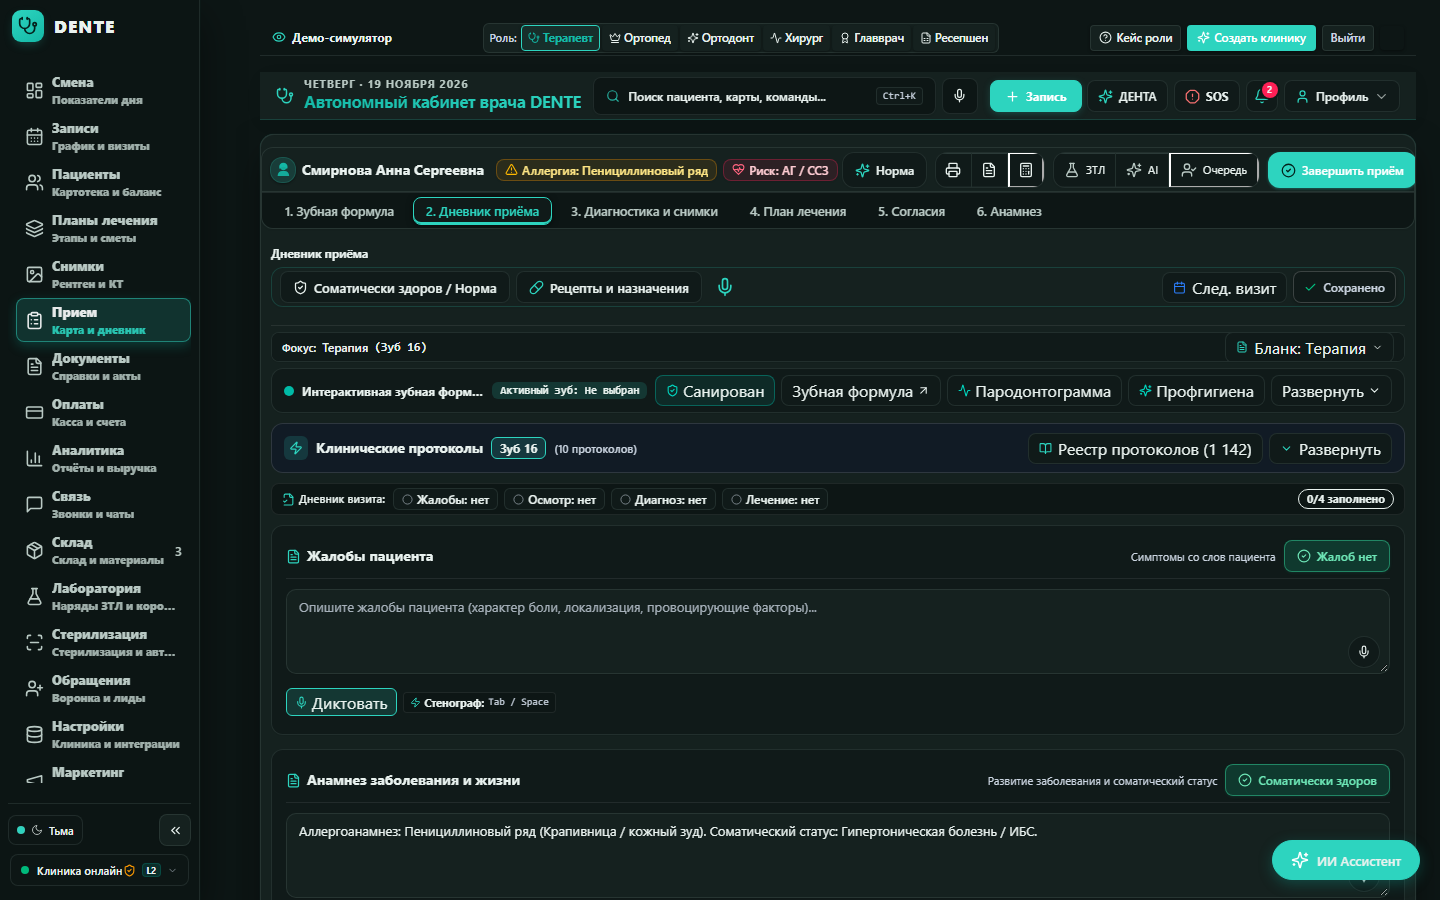 DENTE
Смена
Показатели дня
Записи
График и визиты
Пациенты
Картотека и баланс
Планы лечения
Этапы и сметы
Снимки
Рентген и КТ
Прием
Карта и дневник
Документы
Справки и акты
Оплаты
Касса и счета
Аналитика
Отчёты и выручка
Связь
Звонки и чаты
Склад
Склад и материалы
3
Лаборатория
Наряды ЗТЛ и коро...
Стерилизация
Стерилизация и авт...
Обращения
Воронка и лиды
Настройки
Клиника и интеграции
Маркетинг
Тьма
Клиника онлайн L2
Демо-симулятор
Роль: Терапевт Ортопед Ортодонт Хирург Главврач Ресепшен
Кейс роли Создать клинику Выйти
ЧЕТВЕРГ · 19 НОЯБРЯ 2026
Автономный кабинет врача DENTE
Поиск пациента, карты, команды... Ctrl+K
Запись ДЕНТА SOS 2 Профиль
Смирнова Анна Сергеевна Аллергия: Пенициллиновый ряд Риск: АГ / ССЗ Норма ЗТЛ AI Очередь Завершить приём
1. Зубная формула 2. Дневник приёма 3. Диагностика и снимки 4. План лечения 5. Согласия 6. Анамнез
Дневник приёма
Соматически здоров / Норма Рецепты и назначения След. визит Сохранено
Фокус: Терапия (Зуб 16) Бланк: Терапия
Интерактивная зубная форм... Активный зуб: Не выбран Санирован Зубная формула Пародонтограмма Профгигиена Развернуть
Клинические протоколы Зуб 16 (10 протоколов) Реестр протоколов (1 142) Развернуть
Дневник визита: Жалобы: нет Осмотр: нет Диагноз: нет Лечение: нет 0/4 заполнено
Жалобы пациента Симптомы со слов пациента Жалоб нет
Опишите жалобы пациента (характер боли, локализация, провоцирующие факторы)...
Диктовать Стенограф: Tab / Space
Анамнез заболевания и жизни Развитие заболевания и соматический статус Соматически здоров
Аллергоанамнез: Пенициллиновый ряд (Крапивница / кожный зуд). Соматический статус: Гипертоническая болезнь / ИБС.
ИИ Ассистент